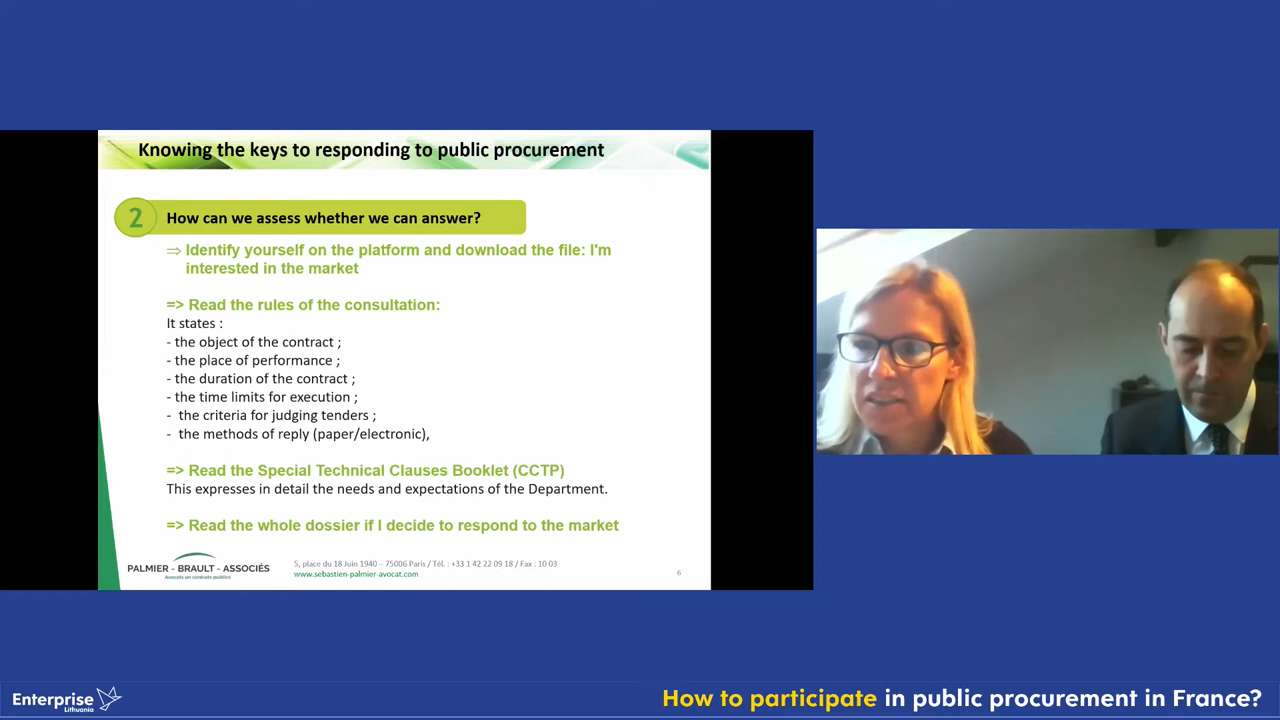 Knowing the keys to responding to public procurement
2
How can we assess whether we can answer?
⇒ Identify yourself on the platform and download the file: I'm
interested in the market
=> Read the rules of the consultation:
It states :
- the object of the contract ;
- the place of performance ;
- the duration of the contract ;
- the time limits for execution ;
- the criteria for judging tenders ;
- the methods of reply (paper/electronic),
=> Read the Special Technical Clauses Booklet (CCTP)
This expresses in detail the needs and expectations of the Department.
=> Read the whole dossier if I decide to respond to the market
PALMIER - BRAULT - ASSOCIÉS
Avocats en contrats publics
5, place du 18 Juin 1940 – 75006 Paris / Tél. : +33 1 42 22 09 18 / Fax : 10 03
www.sebastien-palmier-avocat.com
6
Enterprise
Lithuania
How to participate in public procurement in France?